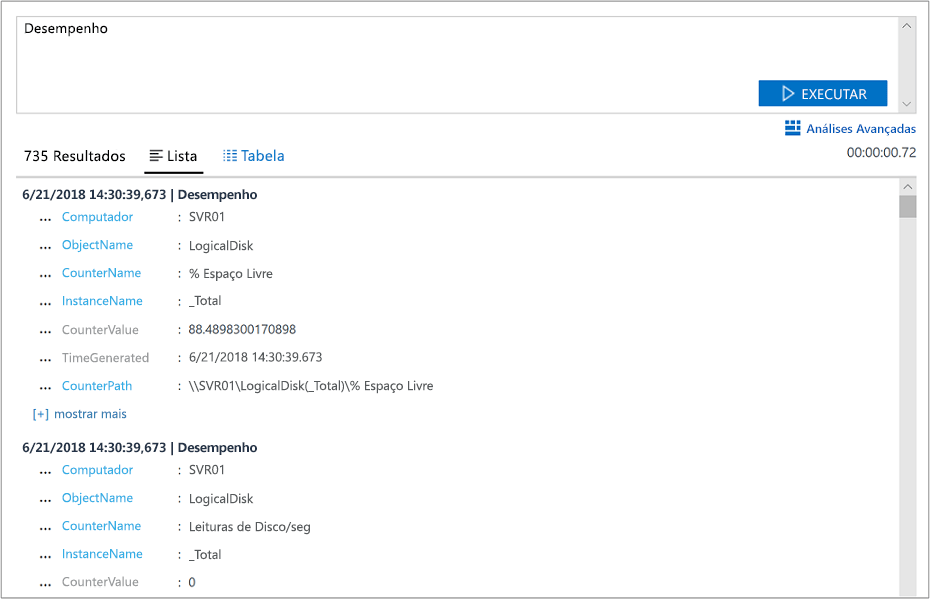 Desempenho
EXECUTAR
Análises Avançadas
735 Resultados Lista Tabela 00:00:00.72
6/21/2018 14:30:39,673 | Desempenho
... Computador : SVR01
... ObjectName : LogicalDisk
... CounterName : % Espaço Livre
... InstanceName : _Total
... CounterValue : 88.4898300170898
... TimeGenerated : 6/21/2018 14:30:39.673
... CounterPath : \\SVR01\LogicalDisk(_Total)\% Espaço Livre
[+] mostrar mais
6/21/2018 14:30:39,673 | Desempenho
... Computador : SVR01
... ObjectName : LogicalDisk
... CounterName : Leituras de Disco/seg
... InstanceName : _Total
... CounterValue : 0